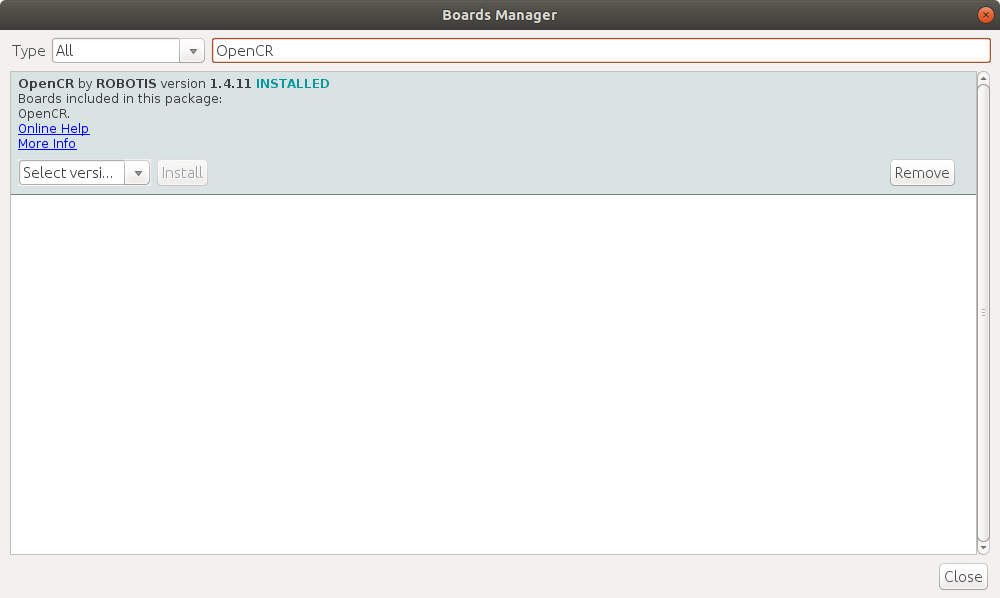 Boards Manager
Type All OpenCR
OpenCR by ROBOTIS version 1.4.11 INSTALLED
Boards included in this package:
OpenCR.
Online Help
More Info
Select versi... Install Remove
Close